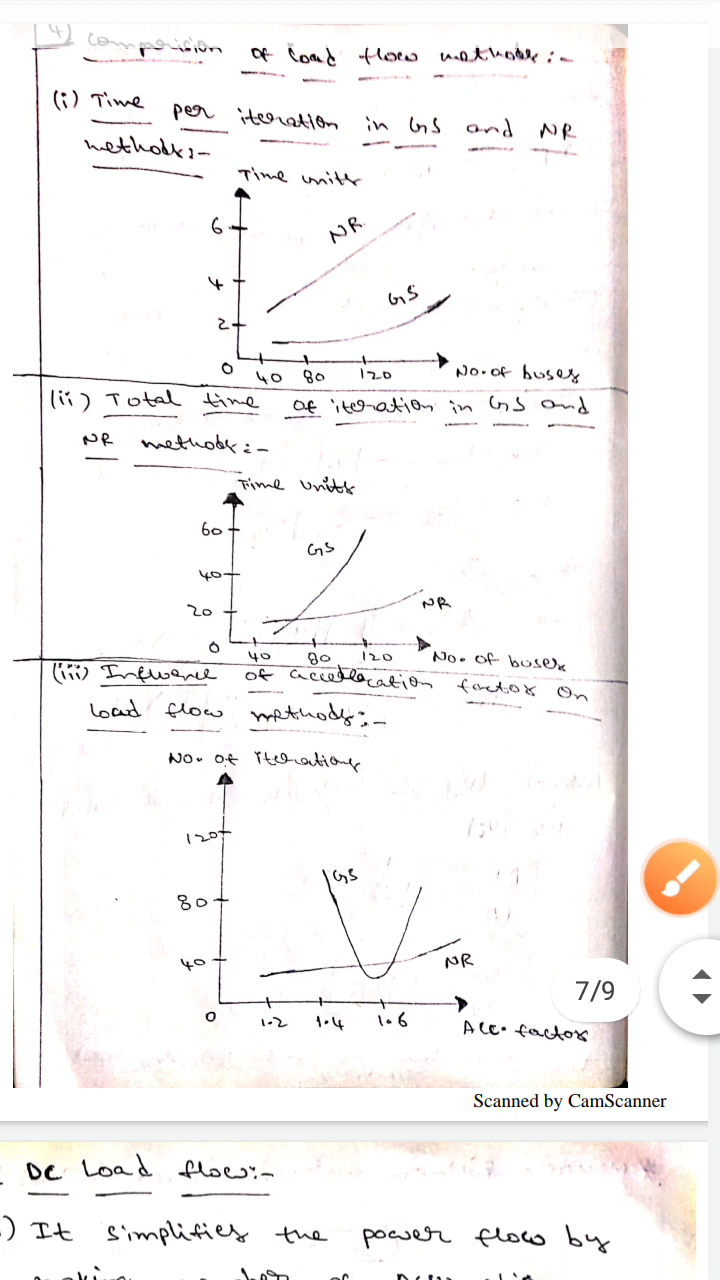 4) comparision of load flow methods :-
(i) Time per iteration in GS and NR
methods :-
Time units
6
NR
4
GS
2
0
40 80 120
No. of buses
(ii) Total time of iteration in GS and
NR methods :-
Time units
60
GS
40
20
NR
0
40 80 120
No. of buses
(iii) Influence of accelleration factor on
load flow methods :-
No. of iterations
120
GS
80
40
NR
7/9
0
1.2 1.4 1.6
Acc. factor
Scanned by CamScanner
DC Load flow :-
) It simplifies the power flow by